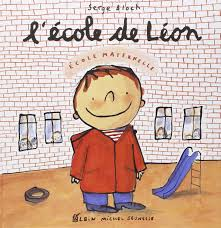 Serge Bloch
l'école de Léon
ÉCOLE MATERNELLE
ALBIN MICHEL JEUNESSE